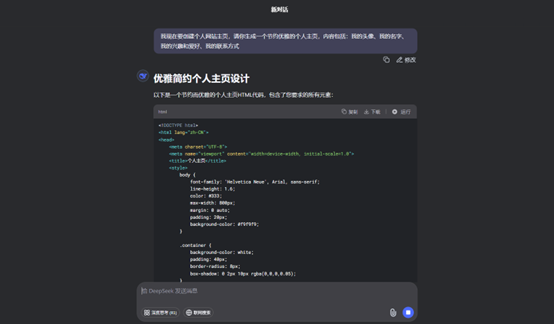 新对话
我现在要创建个人网站主页，请你生成一个节约优雅的个人主页，内容包括：我的头像、我的名字、
我的兴趣和爱好、我的联系方式
修改
优雅简约个人主页设计
以下是一个节约而优雅的个人主页HTML代码，包含了您要求的所有元素：
html 复制 下载 运行
<!DOCTYPE html>
<html lang="zh-CN">
<head>
<meta charset="UTF-8">
<meta name="viewport" content="width=device-width, initial-scale=1.0">
<title>个人主页</title>
<style>
body {
font-family: 'Helvetica Neue', Arial, sans-serif;
line-height: 1.6;
color: #333;
max-width: 800px;
margin: 0 auto;
padding: 20px;
background-color: #f9f9f9;
}
.container {
background-color: white;
padding: 40px;
border-radius: 8px;
box-shadow: 0 2px 10px rgba(0,0,0,0.05);
}
给 DeepSeek 发送消息
深度思考 (R1) 联网搜索